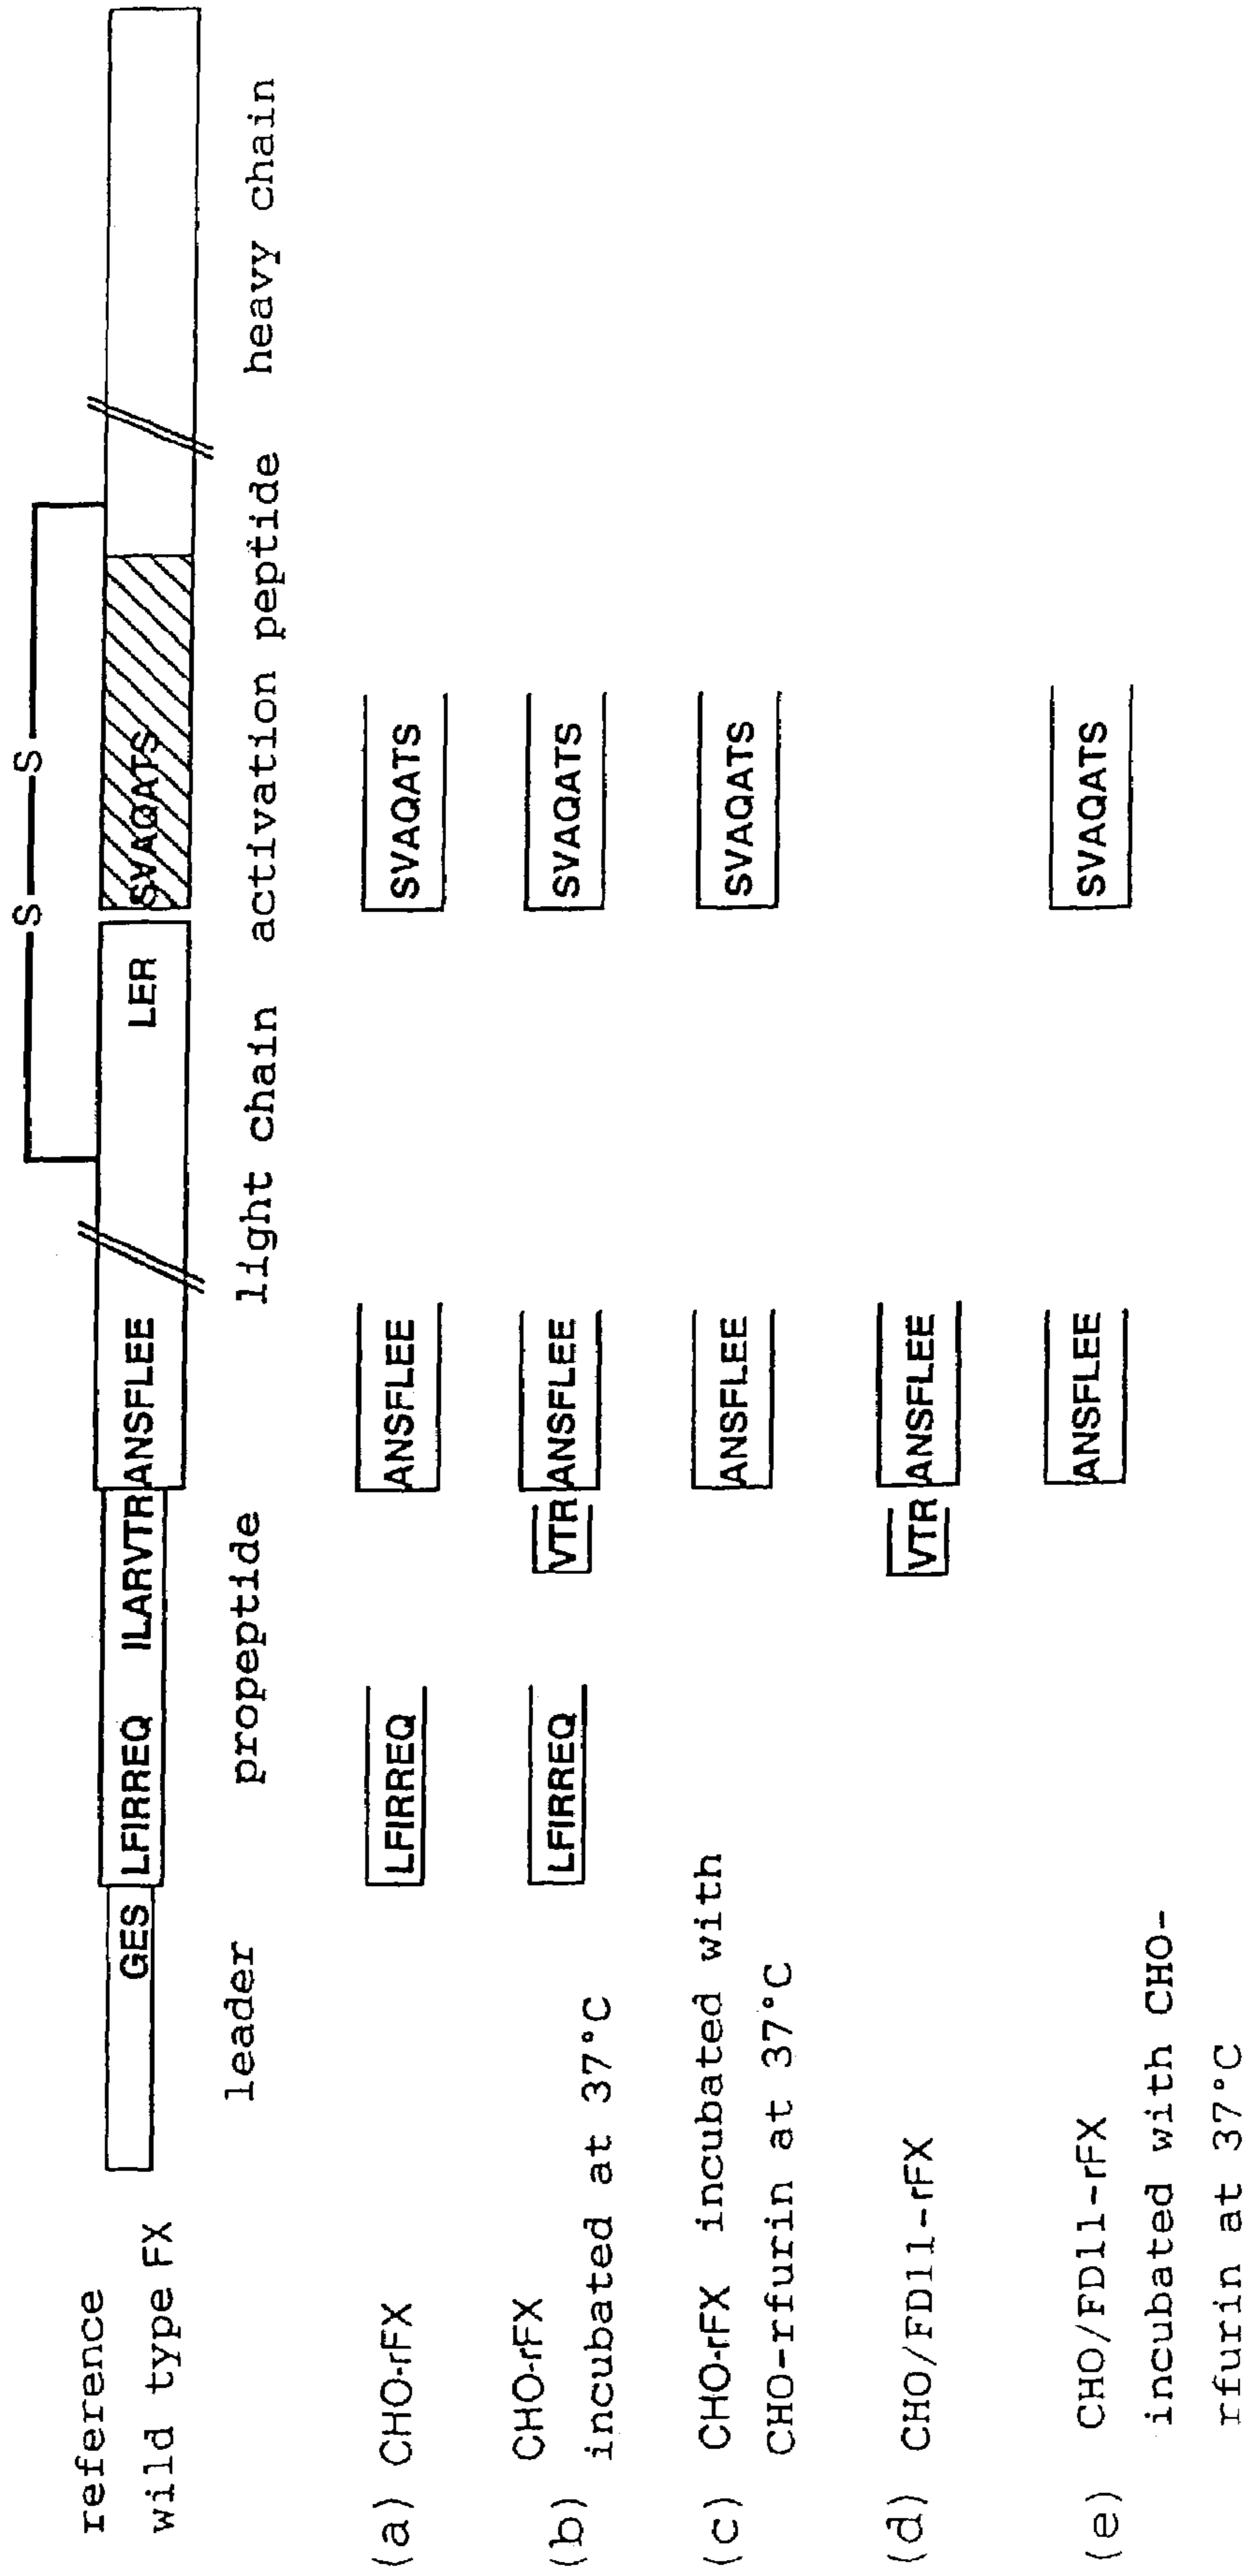 S S
reference
wild type FX
GES LFIRREQ ILARVTR ANSFLEE LER SVAQATS
leader propeptide light chain activation peptide heavy chain
(a) CHO-rFX LFIRREQ ANSFLEE SVAQATS
(b) CHO-rFX LFIRREQ VTR ANSFLEE SVAQATS
incubated at 37°C
(c) CHO-rFX incubated with ANSFLEE SVAQATS
CHO-rfurin at 37°C
(d) CHO/FD11-rFX VTR ANSFLEE
(e) CHO/FD11-rFX ANSFLEE SVAQATS
incubated with CHO-
rfurin at 37°C